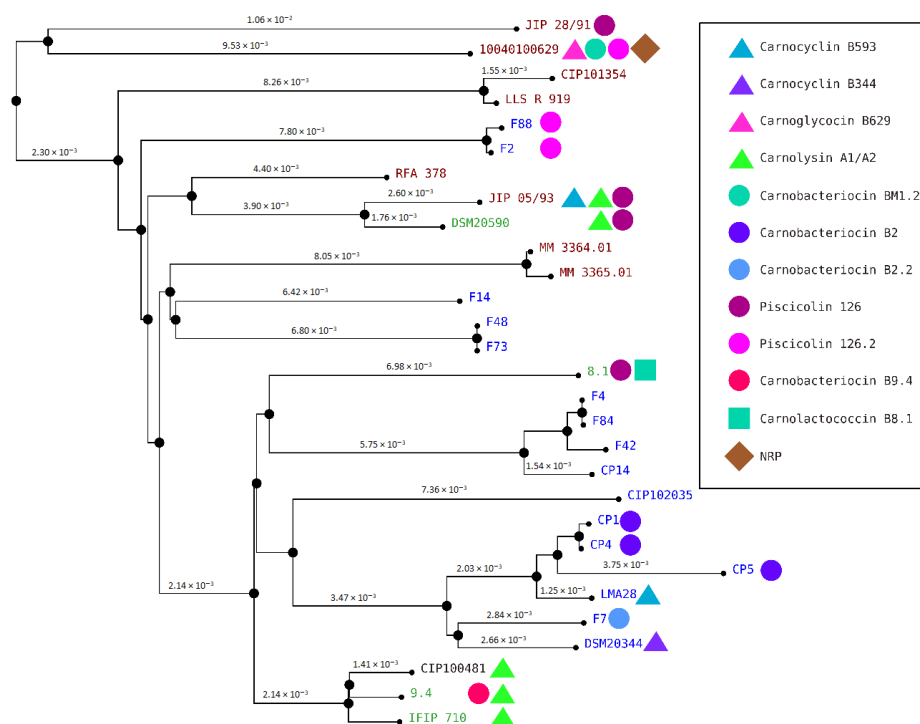 1.06 × 10⁻²
JIP 28/91
9.53 × 10⁻³
10040100629
1.55 × 10⁻³
CIP101354
8.26 × 10⁻³
LLS R 919
7.80 × 10⁻³
F88
F2
2.30 × 10⁻³
4.40 × 10⁻³
RFA 378
2.60 × 10⁻³
JIP 05/93
3.90 × 10⁻³
1.76 × 10⁻³
DSM20590
8.05 × 10⁻³
MM 3364.01
MM 3365.01
6.42 × 10⁻³
F14
6.80 × 10⁻³
F48
F73
6.98 × 10⁻³
8.1
F4
F84
5.75 × 10⁻³
F42
1.54 × 10⁻³
CP14
7.36 × 10⁻³
CIP102035
CP1
CP4
2.03 × 10⁻³
3.75 × 10⁻³
CP5
2.14 × 10⁻³
3.47 × 10⁻³
1.25 × 10⁻³
LMA28
2.84 × 10⁻³
F7
2.66 × 10⁻³
DSM20344
1.41 × 10⁻³
CIP100481
2.14 × 10⁻³
9.4
IFIP 710
Carnocyclin B593
Carnocyclin B344
Carnoglycocin B629
Carnolysin A1/A2
Carnobacteriocin BM1.2
Carnobacteriocin B2
Carnobacteriocin B2.2
Piscicolin 126
Piscicolin 126.2
Carnobacteriocin B9.4
Carnolactococcin B8.1
NRP